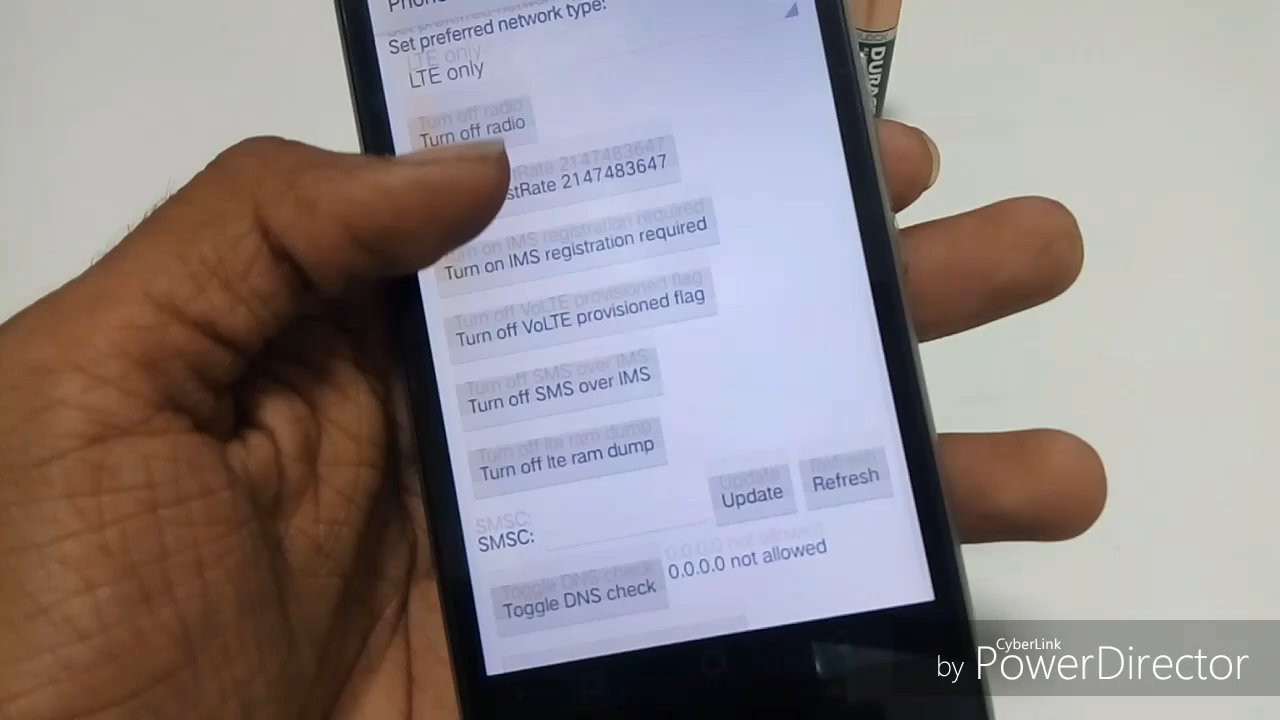 Set preferred network type:
LTE only
Turn off radio
stRate 2147483647
Turn on IMS registration required
Turn off VoLTE provisioned flag
Turn off SMS over IMS
Turn off lte ram dump
SMSC:
Update
Refresh
Toggle DNS check
0.0.0.0 not allowed
CyberLink
by PowerDirector